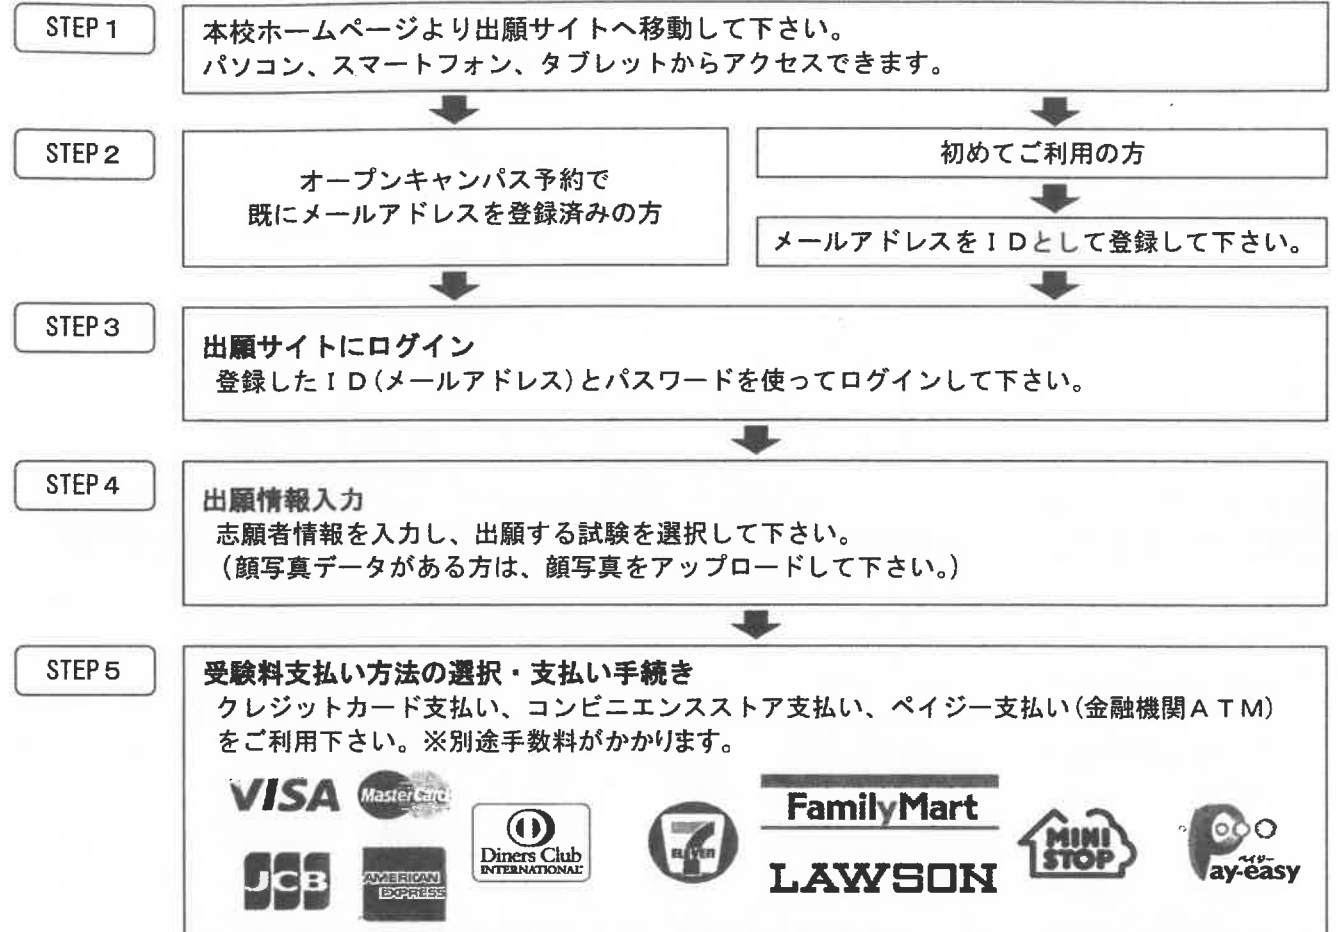 STEP 1
本校ホームページより出願サイトへ移動して下さい。
パソコン、スマートフォン、タブレットからアクセスできます。
STEP 2
オープンキャンパス予約で
既にメールアドレスを登録済みの方
初めてご利用の方
メールアドレスをＩＤとして登録して下さい。
STEP 3
出願サイトにログイン
登録したＩＤ(メールアドレス)とパスワードを使ってログインして下さい。
STEP 4
出願情報入力
志願者情報を入力し、出願する試験を選択して下さい。
(顔写真データがある方は、顔写真をアップロードして下さい。)
STEP 5
受験料支払い方法の選択・支払い手続き
クレジットカード支払い、コンビニエンスストア支払い、ペイジー支払い(金融機関ＡＴＭ)
をご利用下さい。※別途手数料がかかります。
VISA
MasterCard
JCB
AMERICAN
EXPRESS
Diners Club
INTERNATIONAL
7
ELEVEN
FamilyMart
LAWSON
MINI
STOP
ペイジー
Pay-easy